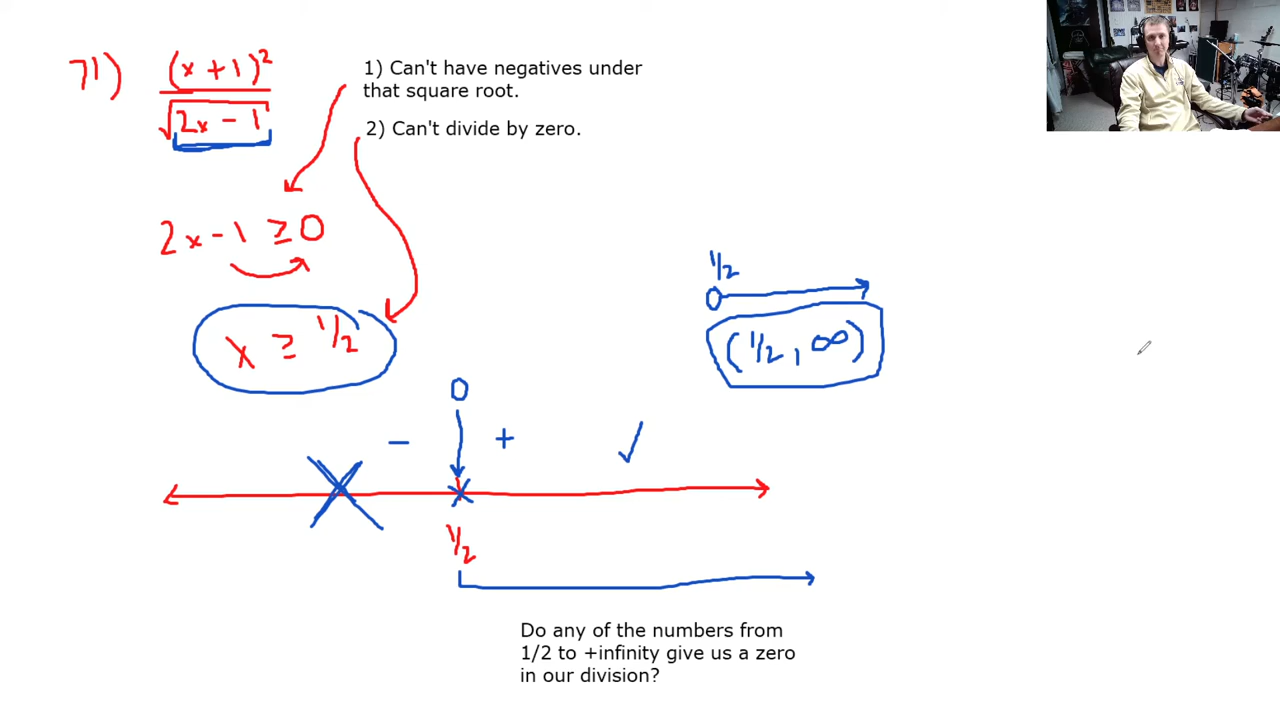 71) (x + 1)²
√2x - 1
1) Can't have negatives under
that square root.
2) Can't divide by zero.
2x - 1 ≥ 0
x ≥ 1/2
1/2
(1/2, ∞)
0
- + ✓
1/2
Do any of the numbers from
1/2 to +infinity give us a zero
in our division?